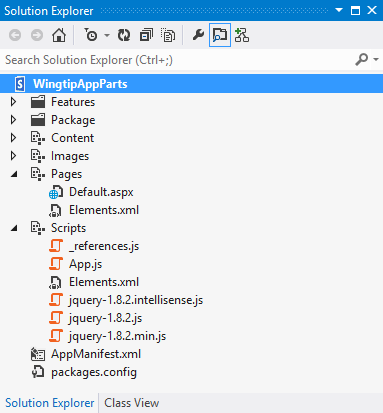 Solution Explorer
Search Solution Explorer (Ctrl+;)
WingtipAppParts
Features
Package
Content
Images
Pages
Default.aspx
Elements.xml
Scripts
_references.js
App.js
Elements.xml
jquery-1.8.2.intellisense.js
jquery-1.8.2.js
jquery-1.8.2.min.js
AppManifest.xml
packages.config
Solution Explorer Class View